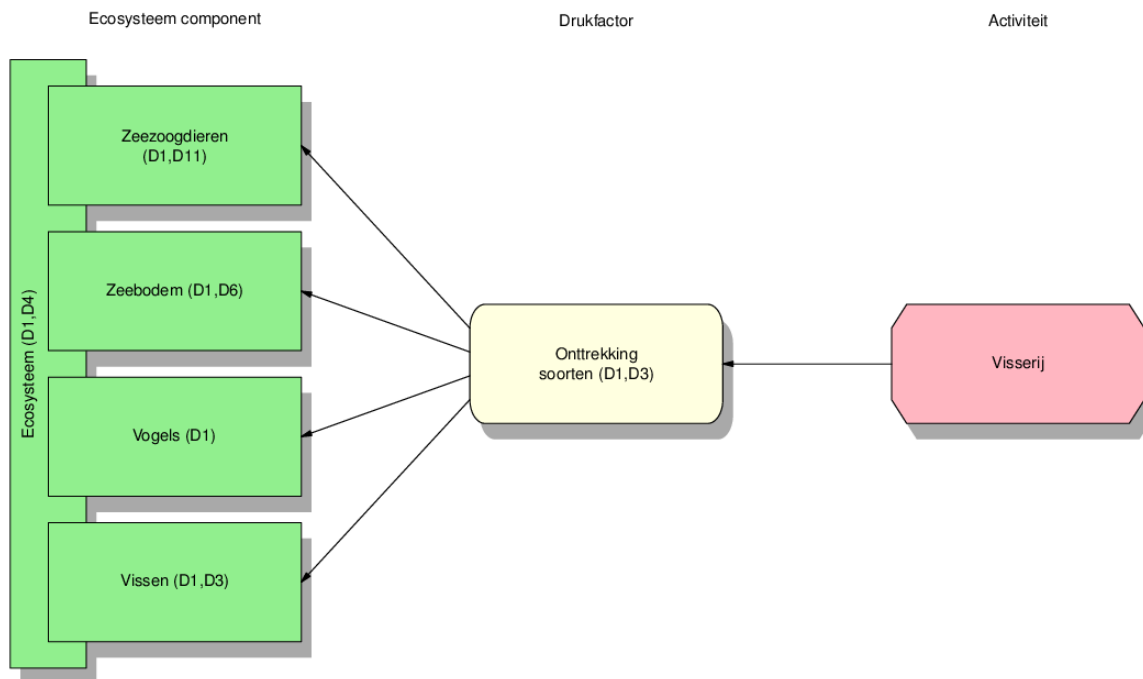 Ecosysteem component
Drukfactor
Activiteit
Ecosysteem (D1,D4)
Zeezoogdieren
(D1,D11)
Zeebodem (D1,D6)
Vogels (D1)
Vissen (D1,D3)
Onttrekking
soorten (D1,D3)
Visserij